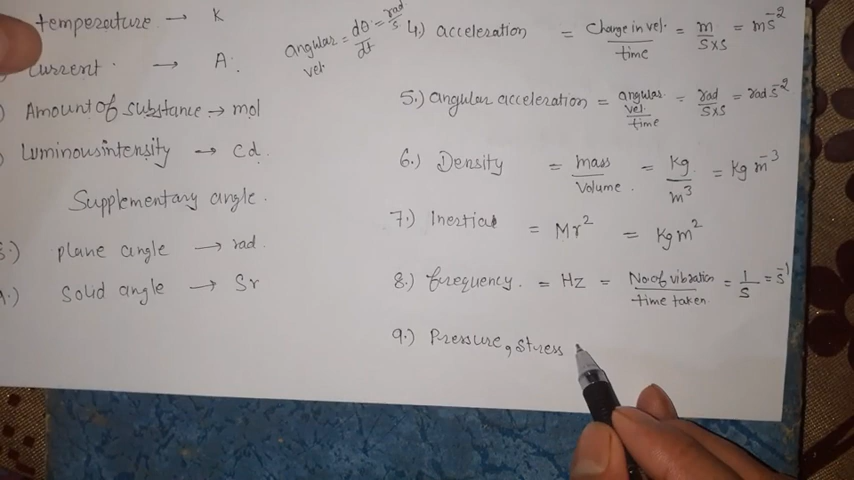 temperature → K
current → A
Amount of substance → mol
Luminous intensity → Cd.
Supplementary angle.
plane angle → rad
Solid angle → Sr
angular vel. = dθ/dt = rad/s
4.) acceleration = Change in vel./time = m/s×s = ms⁻²
5.) angular acceleration = angular vel./time = rad/s×s = rad s⁻²
6.) Density = mass/Volume = Kg/m³ = Kg m⁻³
7.) Inertia = Mr² = Kg m²
8.) frequency. = Hz = No of vibration/time taken = 1/s = s⁻¹
9.) Pressure, stress